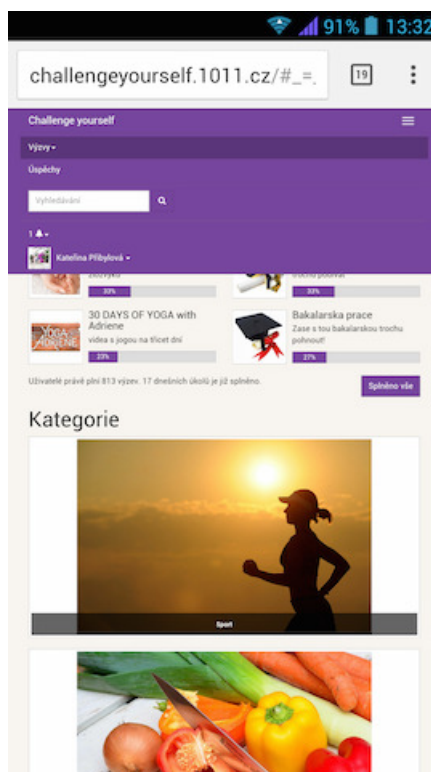 91% 13:32
challengeyourself.1011.cz/#_=_
19
Challenge yourself
Výzvy
Úspěchy
Vyhledávání
1
Kateřina Přibylová
33%
33%
30 DAYS OF YOGA with
Adriene
videa s jogou na třicet dní
23%
YOGA
ADRIENE
Bakalarska prace
Zase s tou bakalarskou trochu
pohnout!
27%
Uživatelé právě plní 813 výzev. 17 dnešních úkolů je již splněno.
Splněno vše
Kategorie
Sport